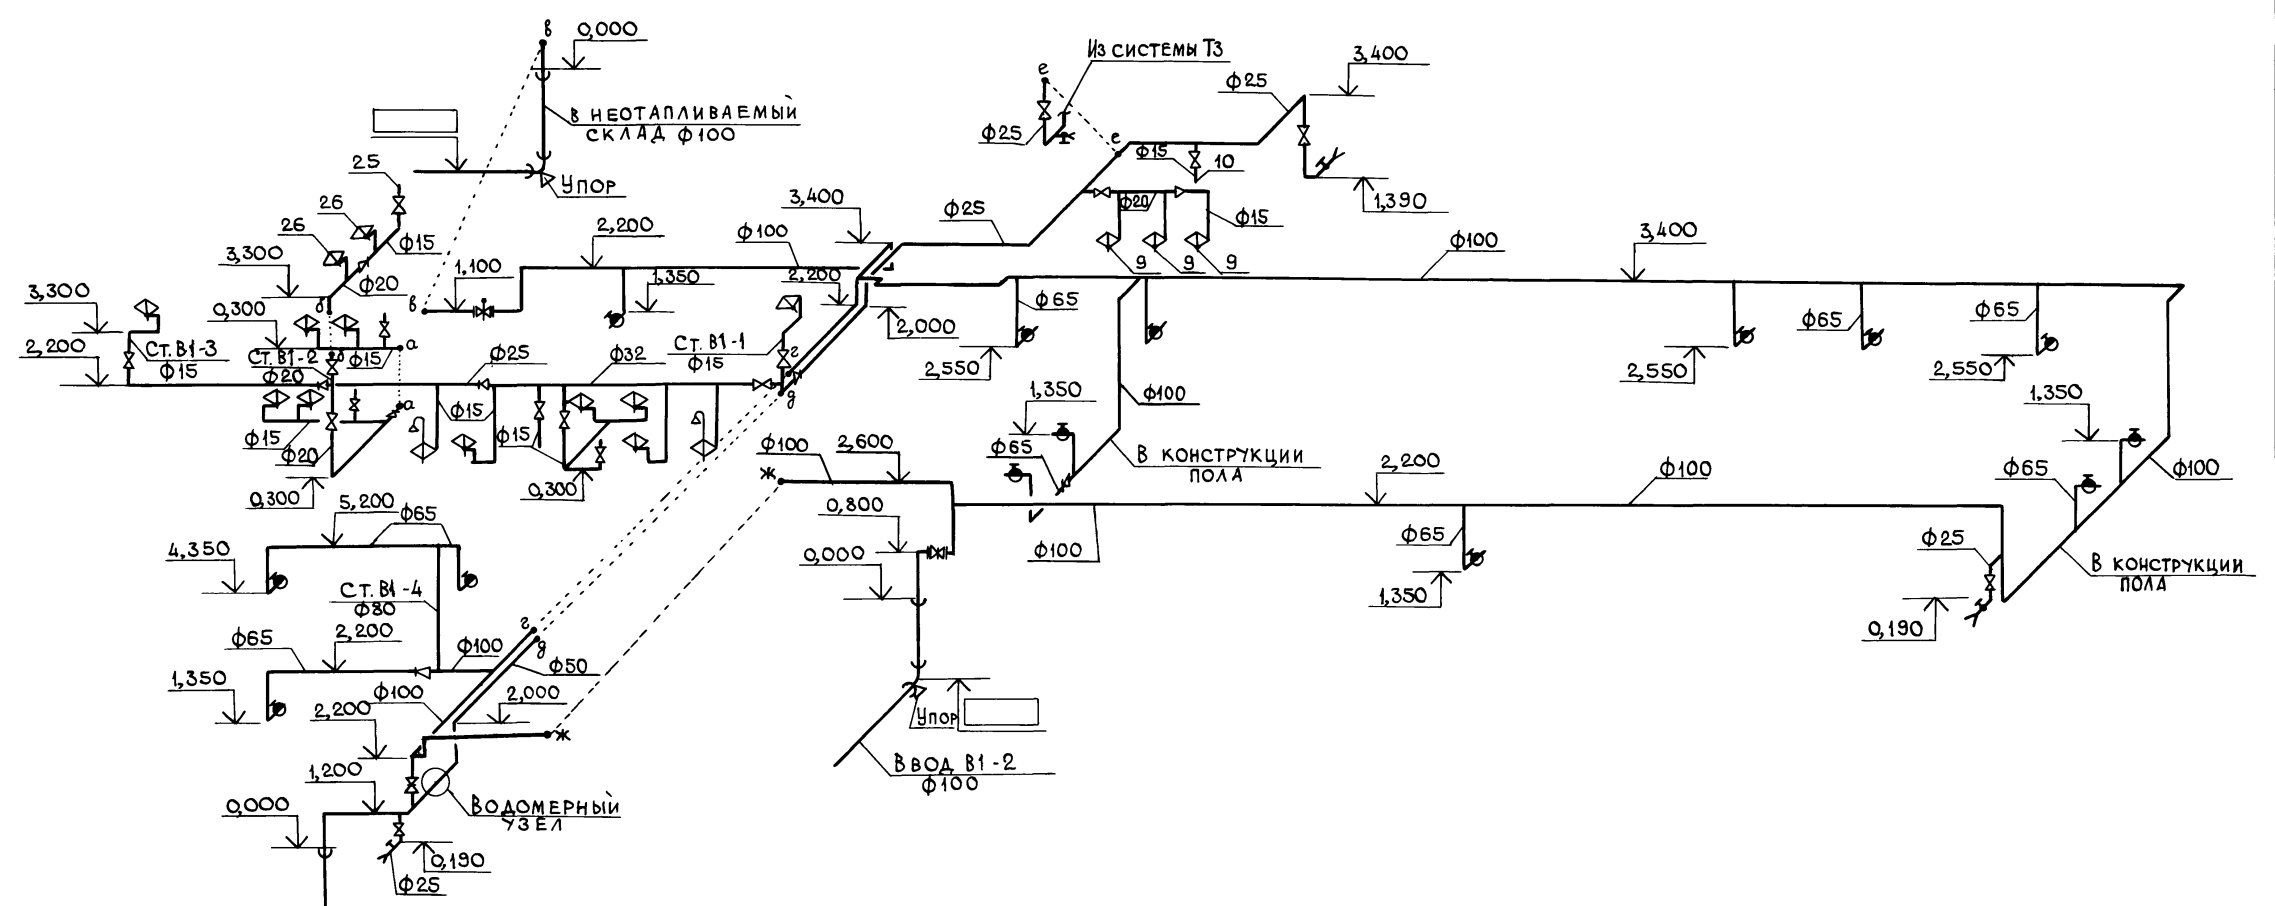 в
0,000
В НЕОТАПЛИВАЕМЫЙ
СКЛАД ф100
УПОР
25
26
26
ф15
ф20
3,300
б
3,300
0,300
2,200
СТ. В1-3
ф15
СТ. В1-2
ф20
б
ф15
а
а
1,100
в
2,200
1,350
ф100
3,400
2,200
2,000
СТ. В1-1
ф15
г
д
ф25
ф32
ф15
ф20
0,300
ф15
ф15
0,300
Из СИСТЕМЫ Т3
е
ф25
е
ф25
3,400
ф15
10
1,390
ф25
ф20
ф15
9
9
9
ф100
3,400
ф65
2,550
2,550
ф65
ф65
2,550
1,350
ф65
ф100
В КОНСТРУКЦИИ
ПОЛА
1,350
ф65
ф100
В КОНСТРУКЦИИ
ПОЛА
ж
ф100
2,600
0,800
0,000
ф100
2,200
ф100
ф65
1,350
ф25
0,190
УПОР
ВВОД В1-2
ф100
5,200
ф65
4,350
СТ. В1-4
ф80
ф65
2,200
ф100
1,350
г
д
ф50
ф100
2,000
2,200
ж
1,200
0,000
ВОДОМЕРНЫЙ
УЗЕЛ
0,190
ф25